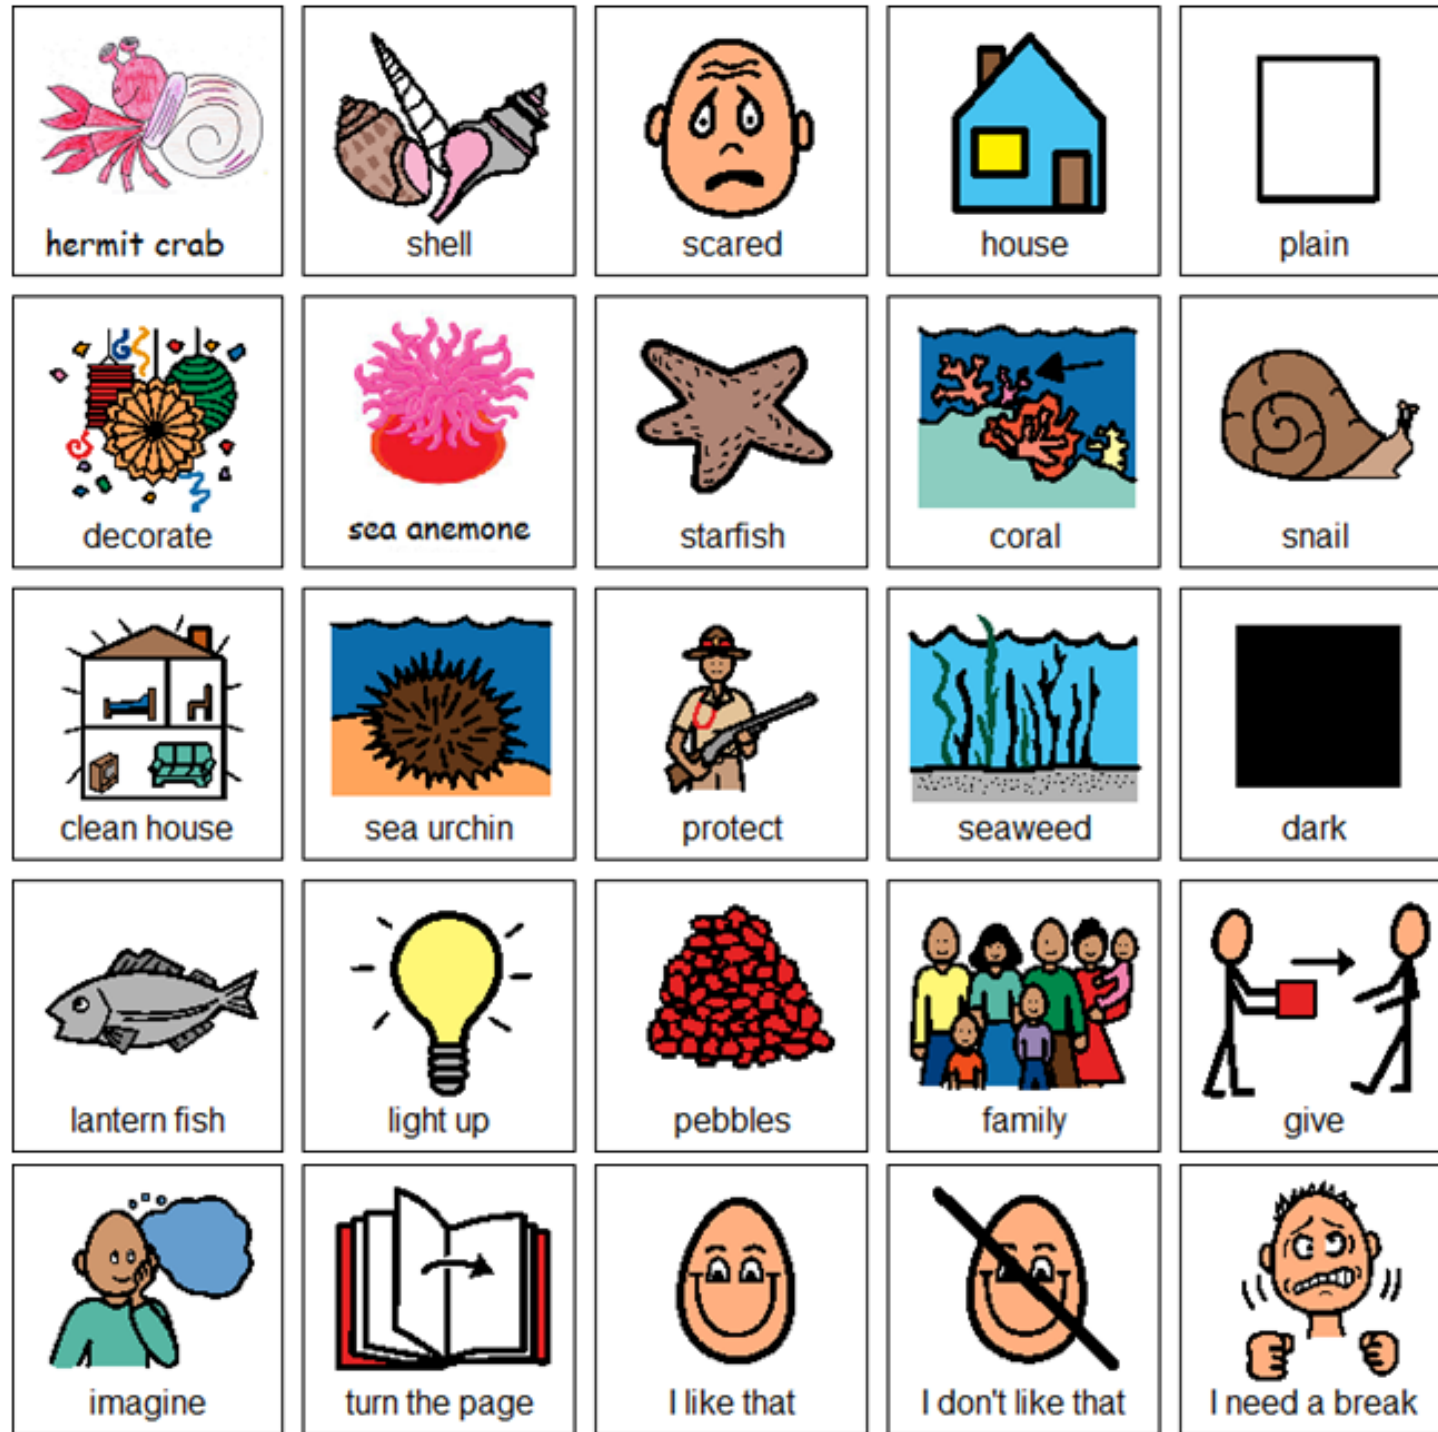 hermit crab
shell
scared
house
plain
decorate
sea anemone
starfish
coral
snail
clean house
sea urchin
protect
seaweed
dark
lantern fish
light up
pebbles
family
give
imagine
turn the page
I like that
I don't like that
I need a break